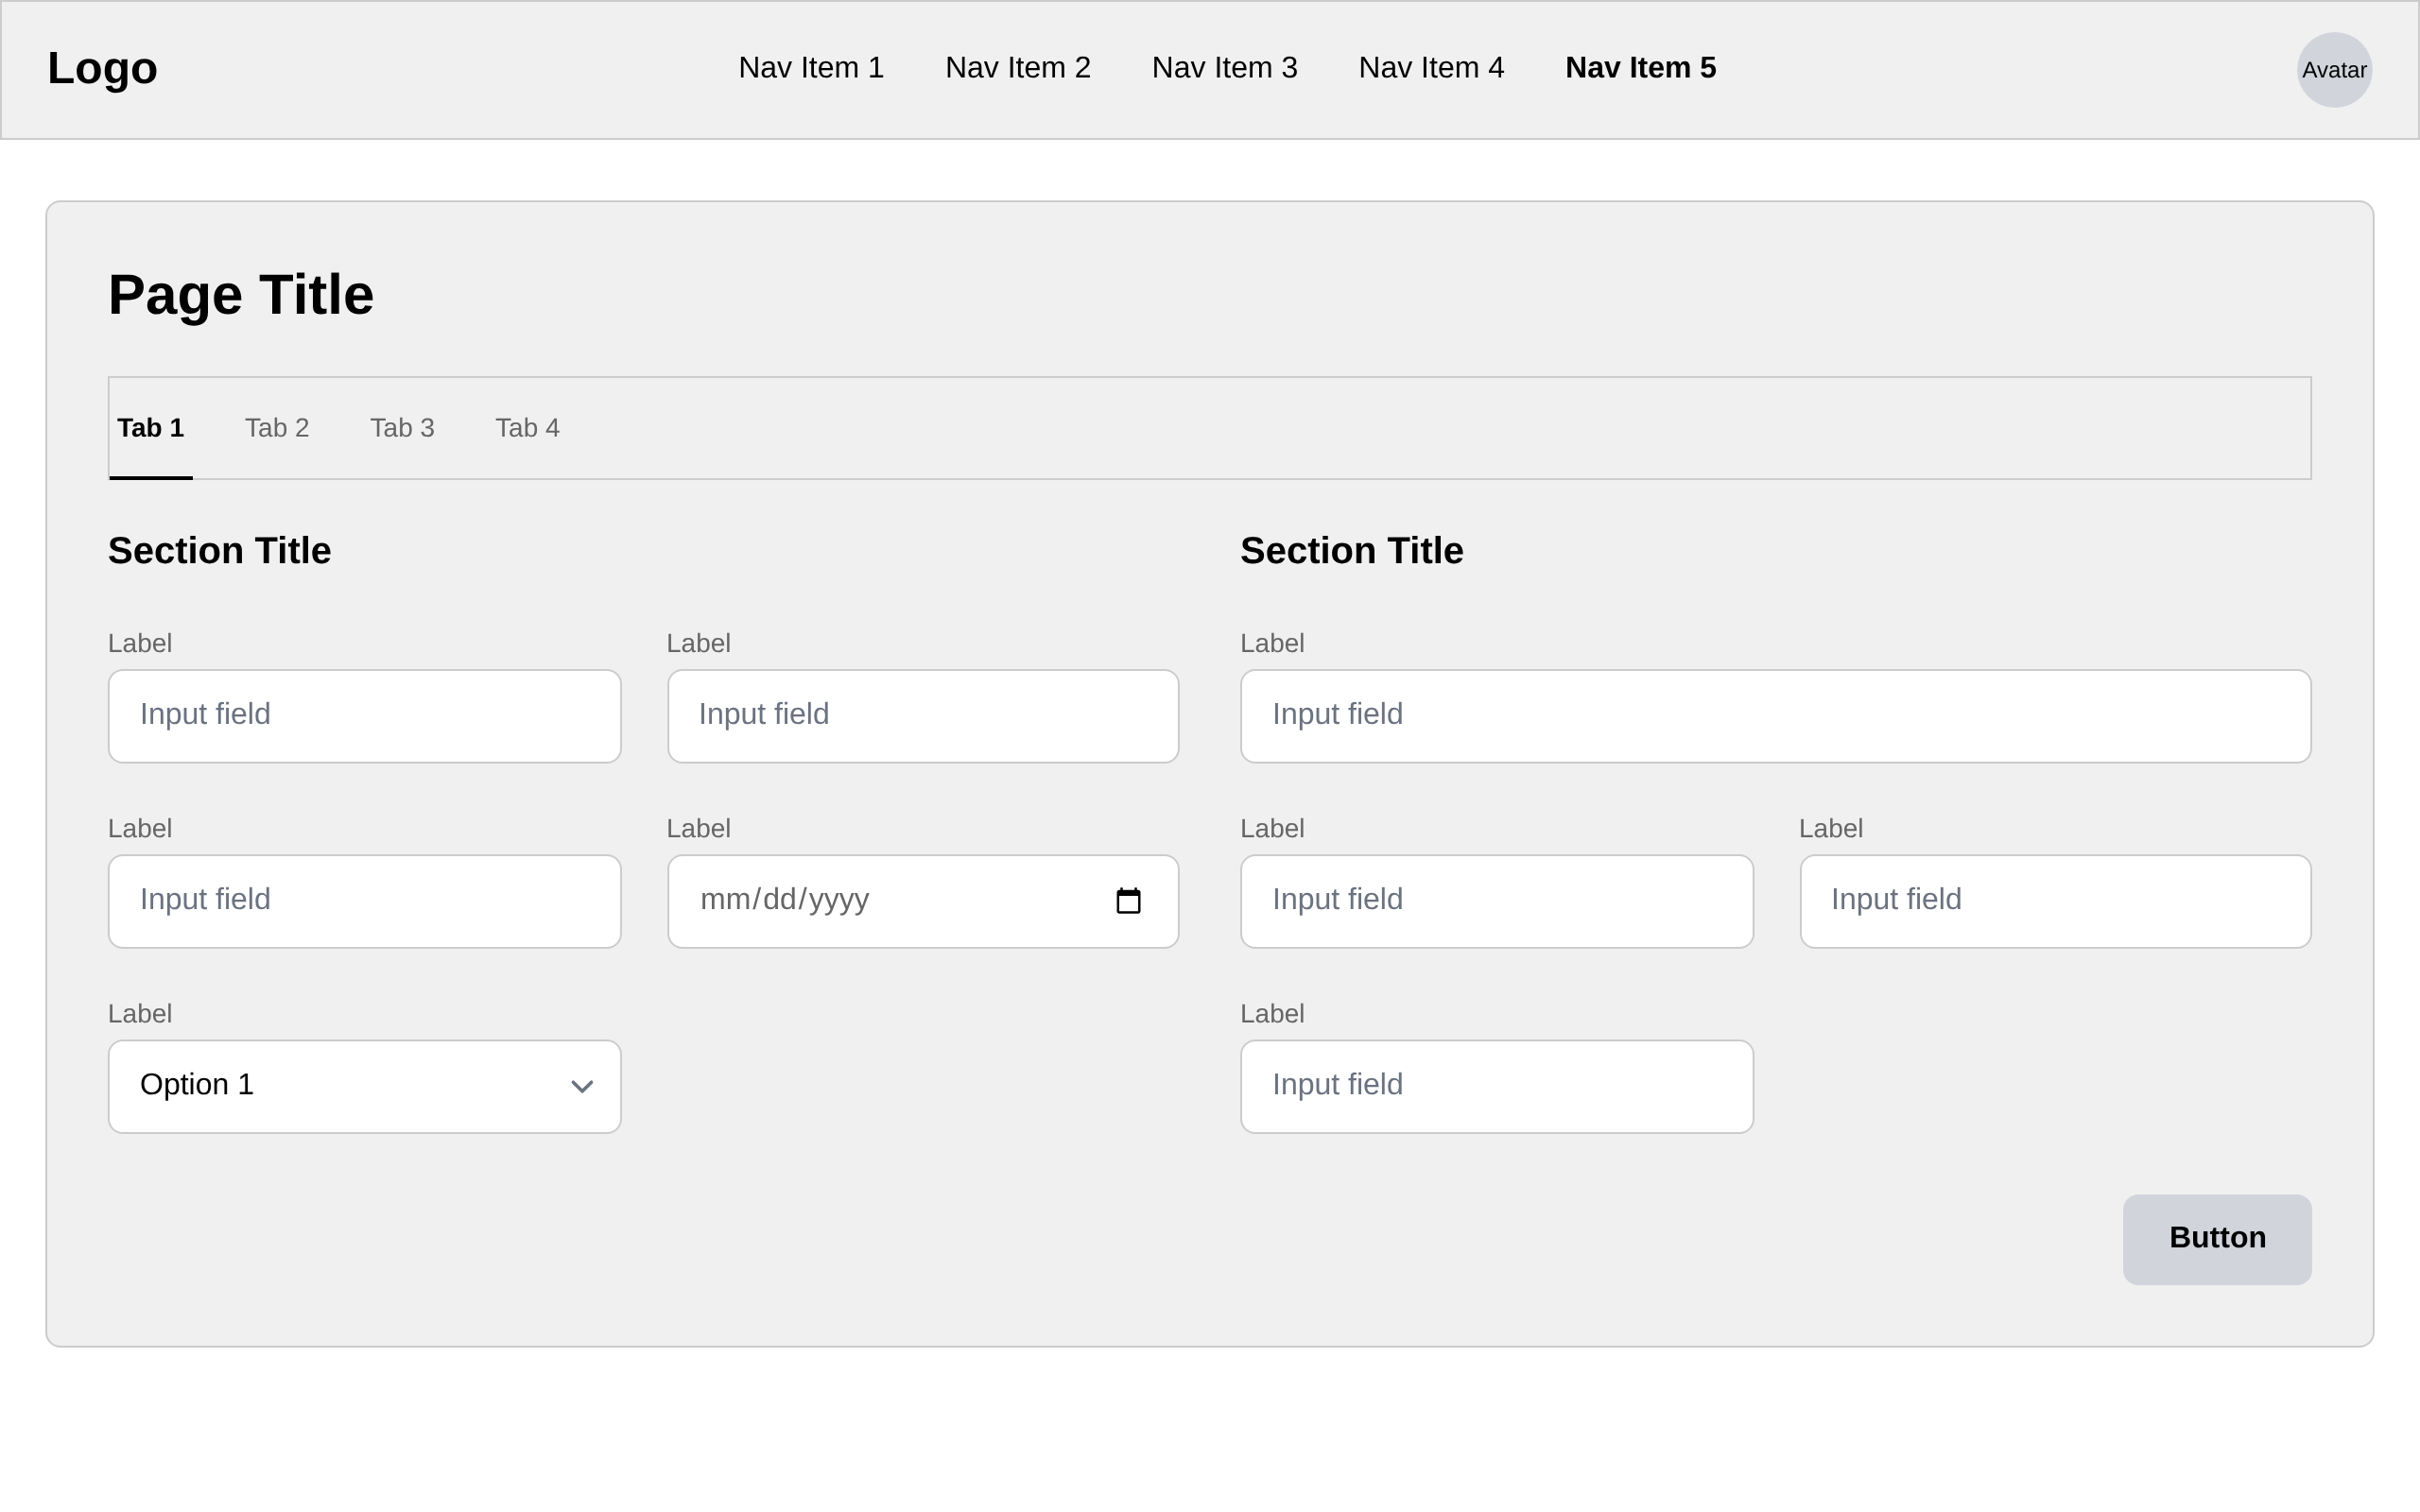 Logo
Nav Item 1 Nav Item 2 Nav Item 3 Nav Item 4 Nav Item 5
Avatar
Page Title
Tab 1 Tab 2 Tab 3 Tab 4
Section Title
Label Label
Input field Input field
Label Label
Input field mm/dd/yyyy
Label
Option 1
Section Title
Label
Input field
Label Label
Input field Input field
Label
Input field
Button